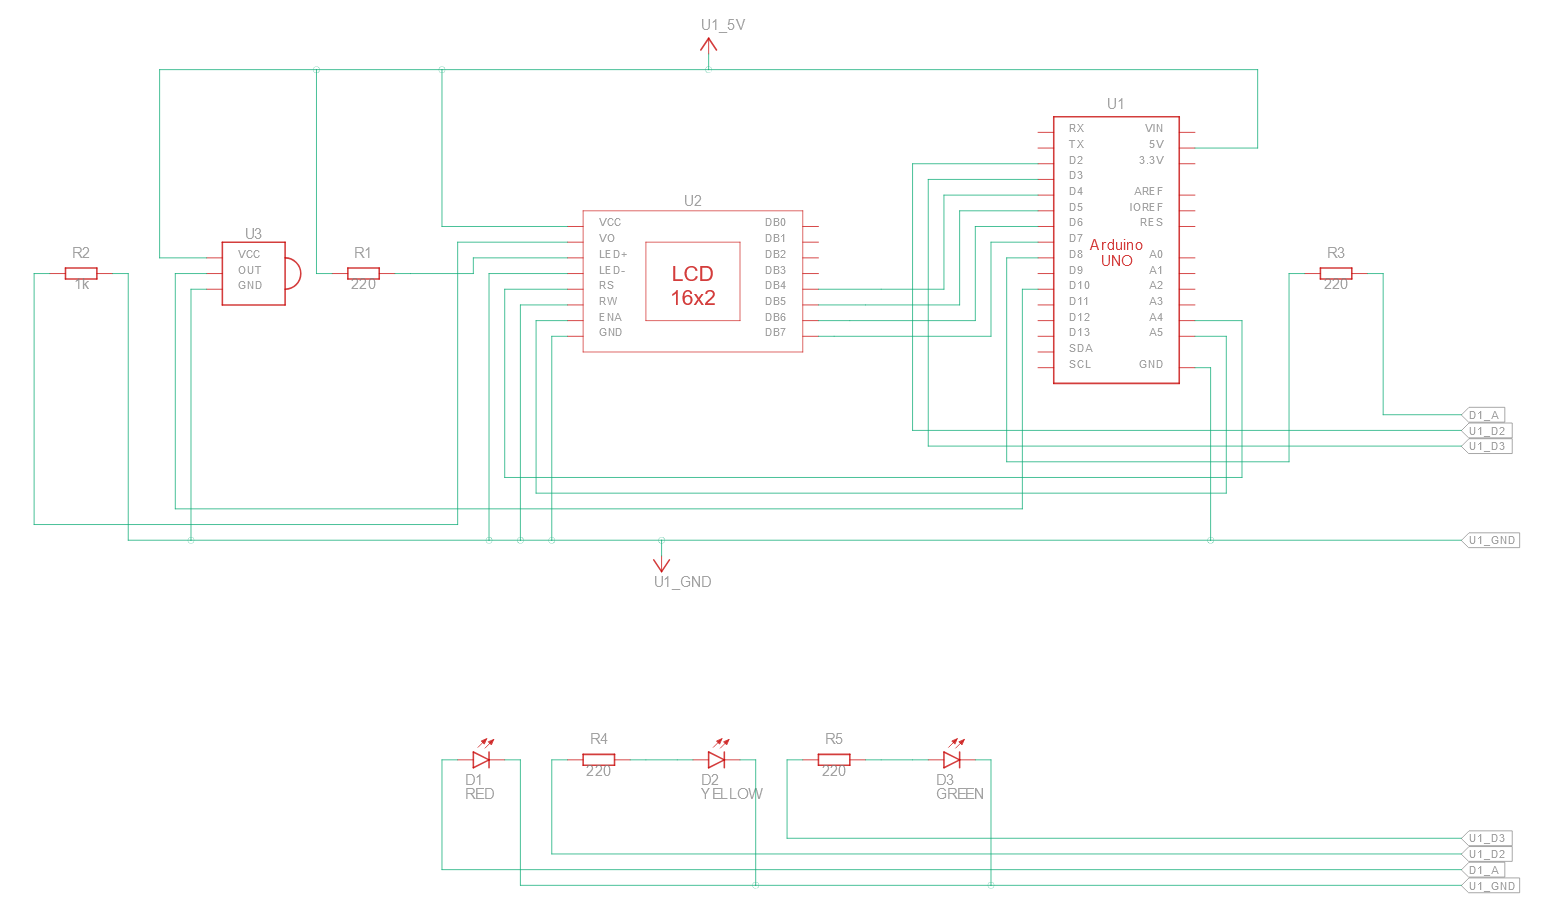 U1_5V
U1
RX VIN
TX 5V
D2 3.3V
D3
D4 AREF
D5 IOREF
D6 RES
D7
Arduino
UNO
D8 A0
D9 A1
D10 A2
D11 A3
D12 A4
D13 A5
SDA
SCL GND
U2
VCC DB0
VO DB1
LED+ DB2
LED- DB3
RS DB4
RW DB5
ENA DB6
GND DB7
LCD
16x2
U3
VCC
OUT
GND
R2
1k
R1
220
R3
220
D1_A
U1_D2
U1_D3
U1_GND
U1_GND
R4
220
R5
220
D1
RED
D2
YELLOW
D3
GREEN
U1_D3
U1_D2
D1_A
U1_GND